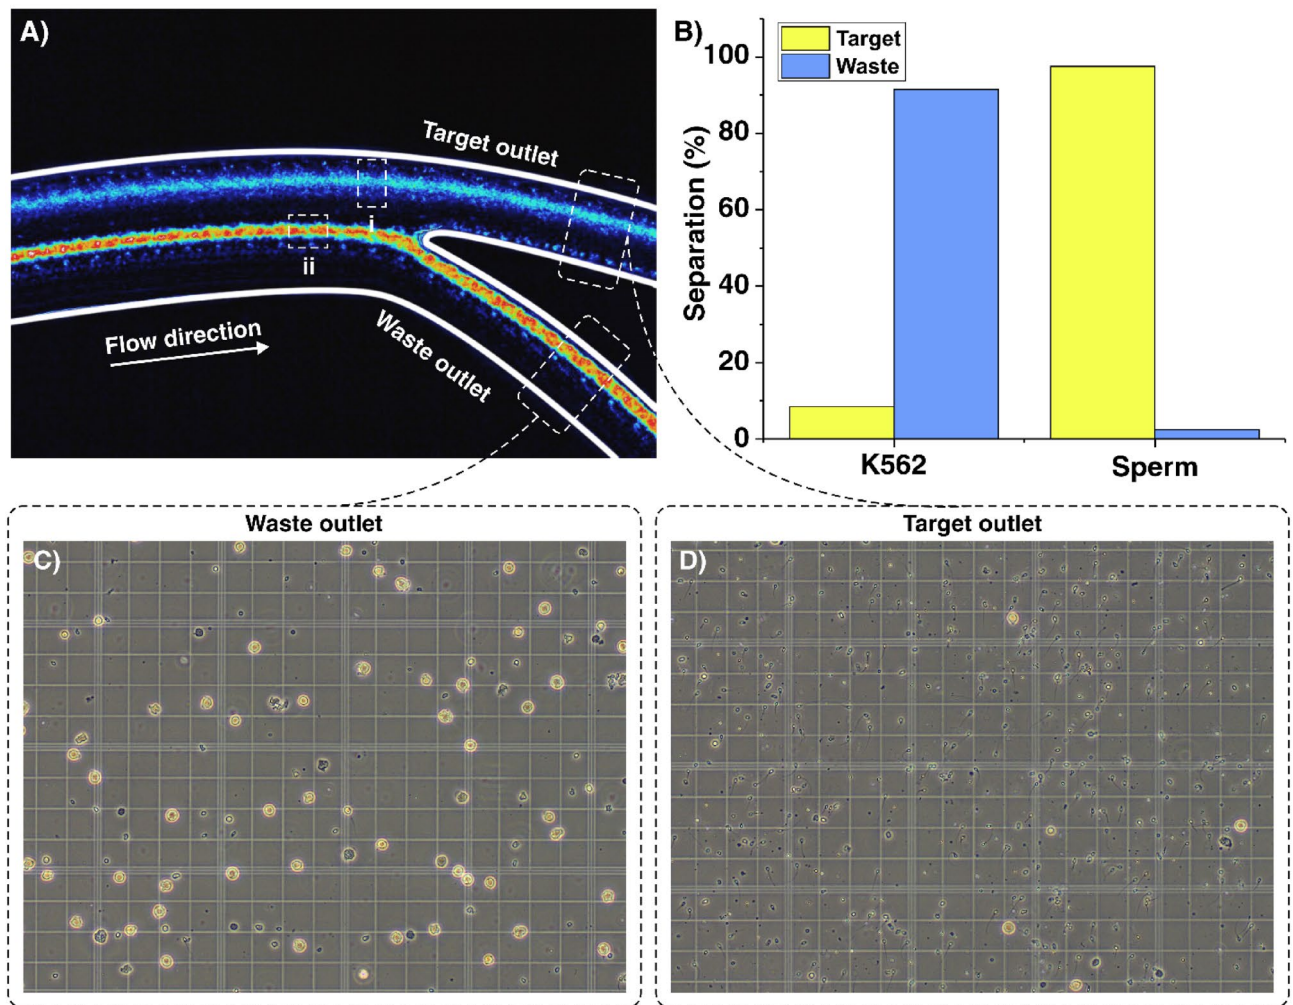 A)
Target outlet
i
ii
Flow direction
Waste outlet
B)
Target
Waste
100
80
60
40
20
0
Separation (%)
K562
Sperm
Waste outlet
C)
Target outlet
D)